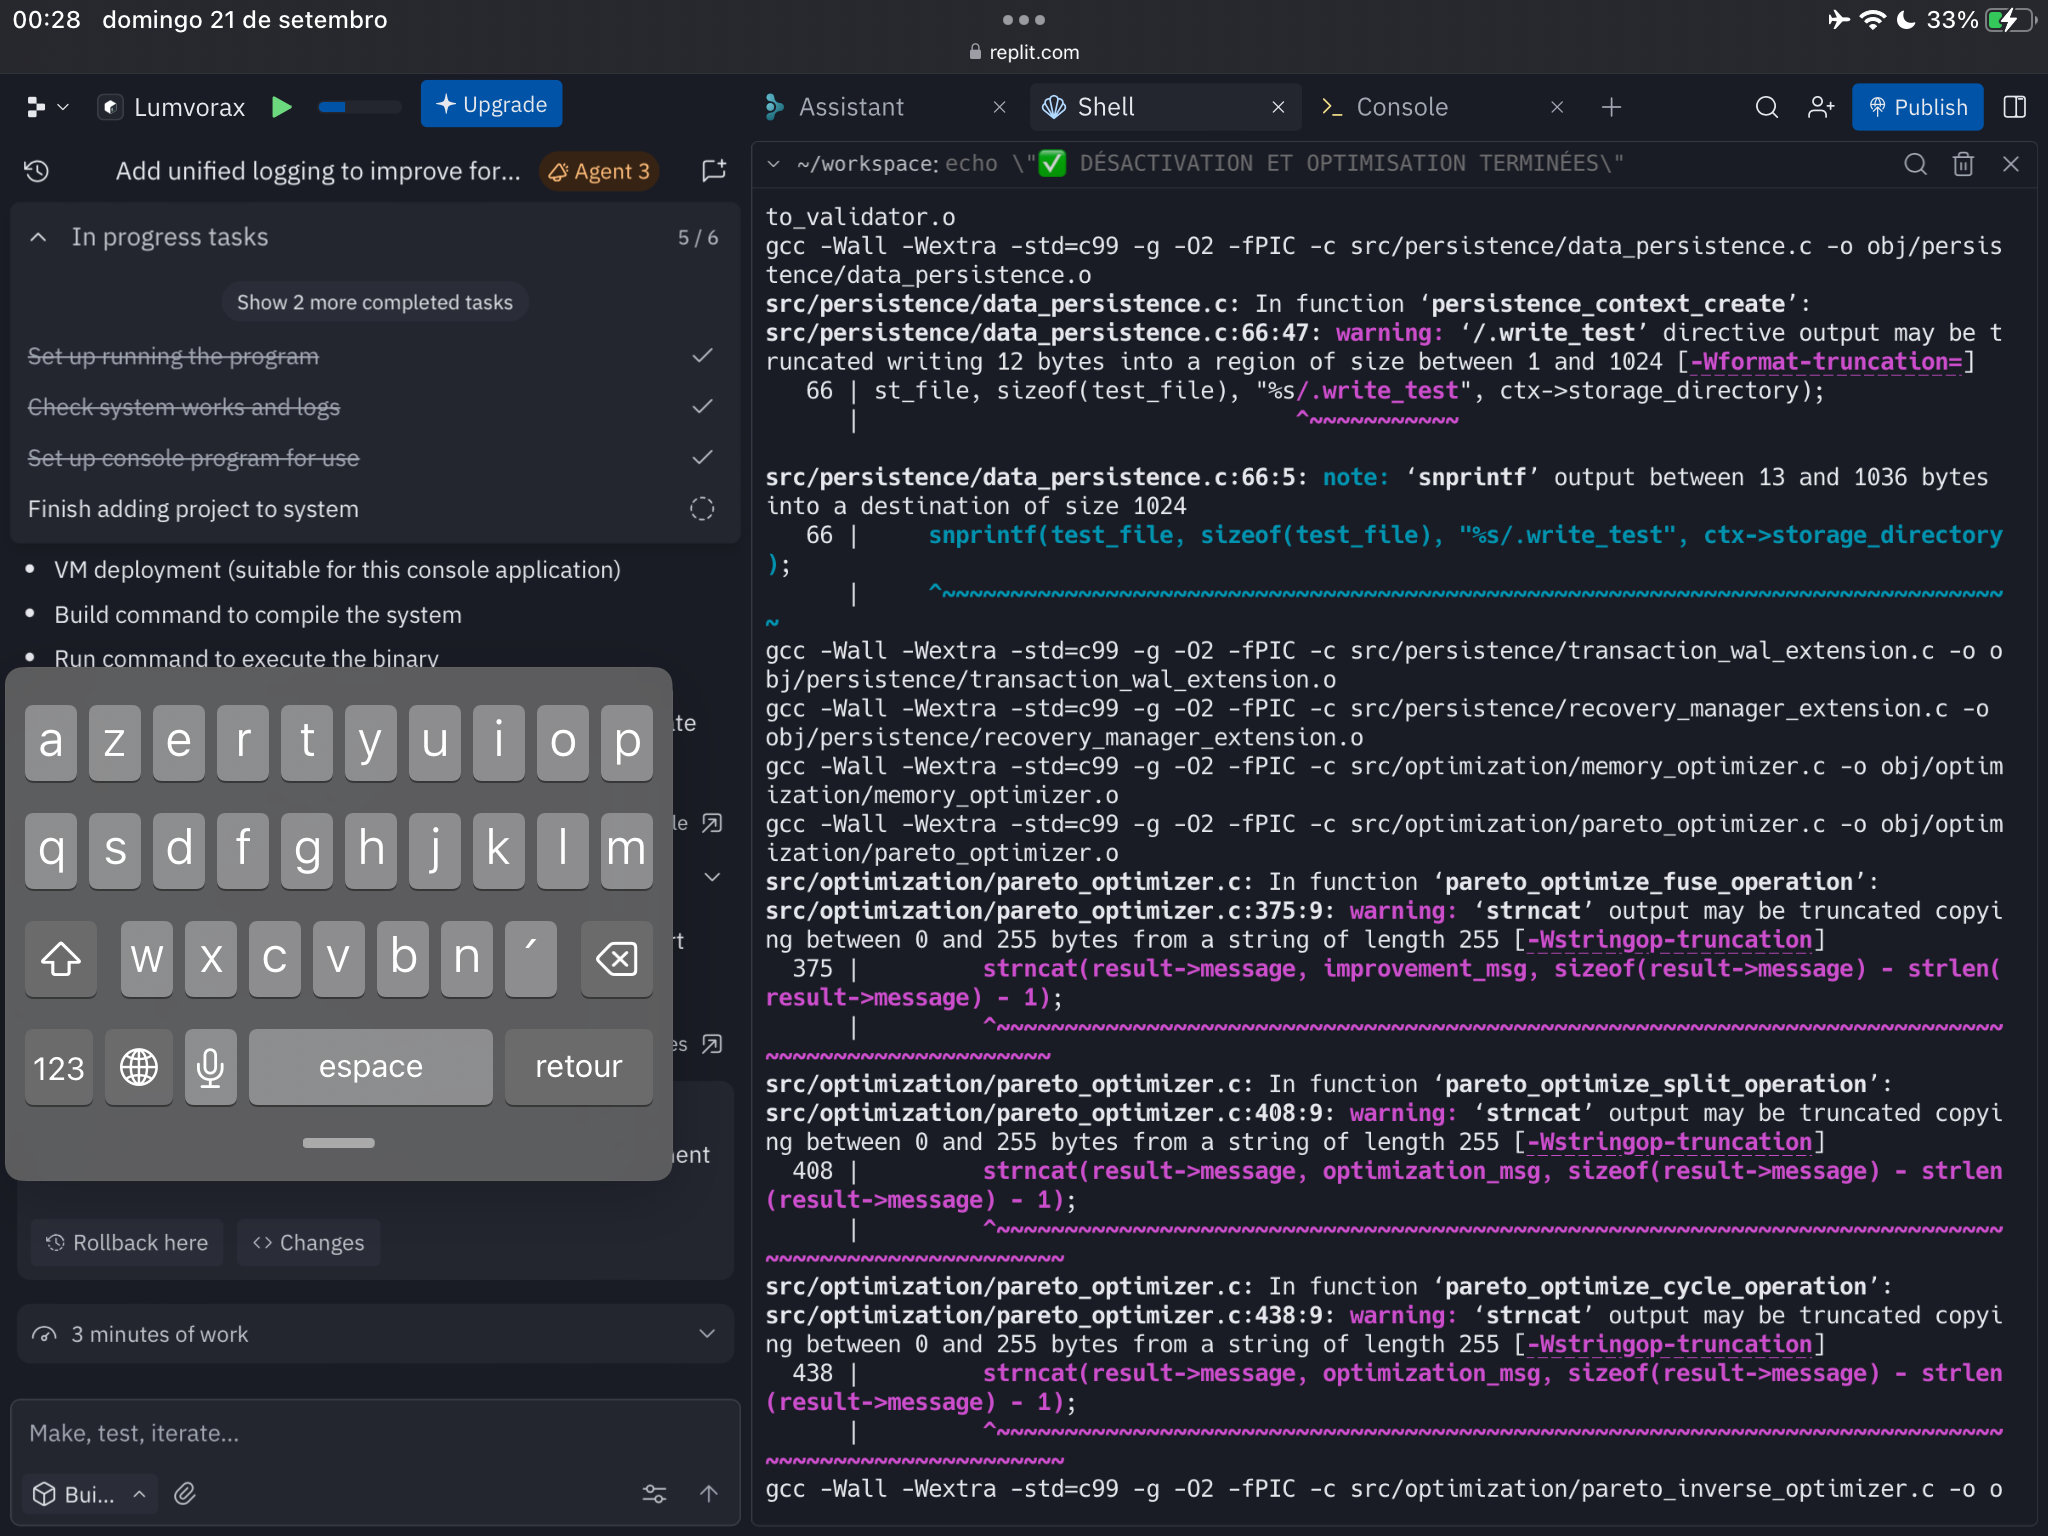 00:28 domingo 21 de setembro
33%
replit.com
Lumvorax
Upgrade
Assistant
Shell
Console
Publish
Add unified logging to improve for...
Agent 3
In progress tasks
5 / 6
Show 2 more completed tasks
Set up running the program
Check system works and logs
Set up console program for use
Finish adding project to system
• VM deployment (suitable for this console application)
• Build command to compile the system
• Run command to execute the binary
te
le
rt
es
ent
a z e r t y u i o p
q s d f g h j k l m
w x c v b n ´
123 espace retour
Rollback here
Changes
3 minutes of work
Make, test, iterate...
Bui...
~/workspace: echo \"✅ DÉSACTIVATION ET OPTIMISATION TERMINÉES\"
to_validator.o
gcc -Wall -Wextra -std=c99 -g -O2 -fPIC -c src/persistence/data_persistence.c -o obj/persis
tence/data_persistence.o
src/persistence/data_persistence.c: In function ‘persistence_context_create’:
src/persistence/data_persistence.c:66:47: warning: ‘/.write_test’ directive output may be t
runcated writing 12 bytes into a region of size between 1 and 1024 [-Wformat-truncation=]
66 | st_file, sizeof(test_file), "%s/.write_test", ctx->storage_directory);
| ^~~~~~~~~~~~
src/persistence/data_persistence.c:66:5: note: ‘snprintf’ output between 13 and 1036 bytes
into a destination of size 1024
66 | snprintf(test_file, sizeof(test_file), "%s/.write_test", ctx->storage_directory
);
| ^~~~~~~~~~~~~~~~~~~~~~~~~~~~~~~~~~~~~~~~~~~~~~~~~~~~~~~~~~~~~~~~~~~~~~~~~~~~~~~
~
gcc -Wall -Wextra -std=c99 -g -O2 -fPIC -c src/persistence/transaction_wal_extension.c -o o
bj/persistence/transaction_wal_extension.o
gcc -Wall -Wextra -std=c99 -g -O2 -fPIC -c src/persistence/recovery_manager_extension.c -o
obj/persistence/recovery_manager_extension.o
gcc -Wall -Wextra -std=c99 -g -O2 -fPIC -c src/optimization/memory_optimizer.c -o obj/optim
ization/memory_optimizer.o
gcc -Wall -Wextra -std=c99 -g -O2 -fPIC -c src/optimization/pareto_optimizer.c -o obj/optim
ization/pareto_optimizer.o
src/optimization/pareto_optimizer.c: In function ‘pareto_optimize_fuse_operation’:
src/optimization/pareto_optimizer.c:375:9: warning: ‘strncat’ output may be truncated copyi
ng between 0 and 255 bytes from a string of length 255 [-Wstringop-truncation]
375 | strncat(result->message, improvement_msg, sizeof(result->message) - strlen(
result->message) - 1);
| ^~~~~~~~~~~~~~~~~~~~~~~~~~~~~~~~~~~~~~~~~~~~~~~~~~~~~~~~~~~~~~~~~~~~~~~~~~~
~~~~~~~~~~~~~~~~~~~~~
src/optimization/pareto_optimizer.c: In function ‘pareto_optimize_split_operation’:
src/optimization/pareto_optimizer.c:408:9: warning: ‘strncat’ output may be truncated copyi
ng between 0 and 255 bytes from a string of length 255 [-Wstringop-truncation]
408 | strncat(result->message, optimization_msg, sizeof(result->message) - strlen
(result->message) - 1);
| ^~~~~~~~~~~~~~~~~~~~~~~~~~~~~~~~~~~~~~~~~~~~~~~~~~~~~~~~~~~~~~~~~~~~~~~~~~~
~~~~~~~~~~~~~~~~~~~~~~
src/optimization/pareto_optimizer.c: In function ‘pareto_optimize_cycle_operation’:
src/optimization/pareto_optimizer.c:438:9: warning: ‘strncat’ output may be truncated copyi
ng between 0 and 255 bytes from a string of length 255 [-Wstringop-truncation]
438 | strncat(result->message, optimization_msg, sizeof(result->message) - strlen
(result->message) - 1);
| ^~~~~~~~~~~~~~~~~~~~~~~~~~~~~~~~~~~~~~~~~~~~~~~~~~~~~~~~~~~~~~~~~~~~~~~~~~~
~~~~~~~~~~~~~~~~~~~~~~
gcc -Wall -Wextra -std=c99 -g -O2 -fPIC -c src/optimization/pareto_inverse_optimizer.c -o o